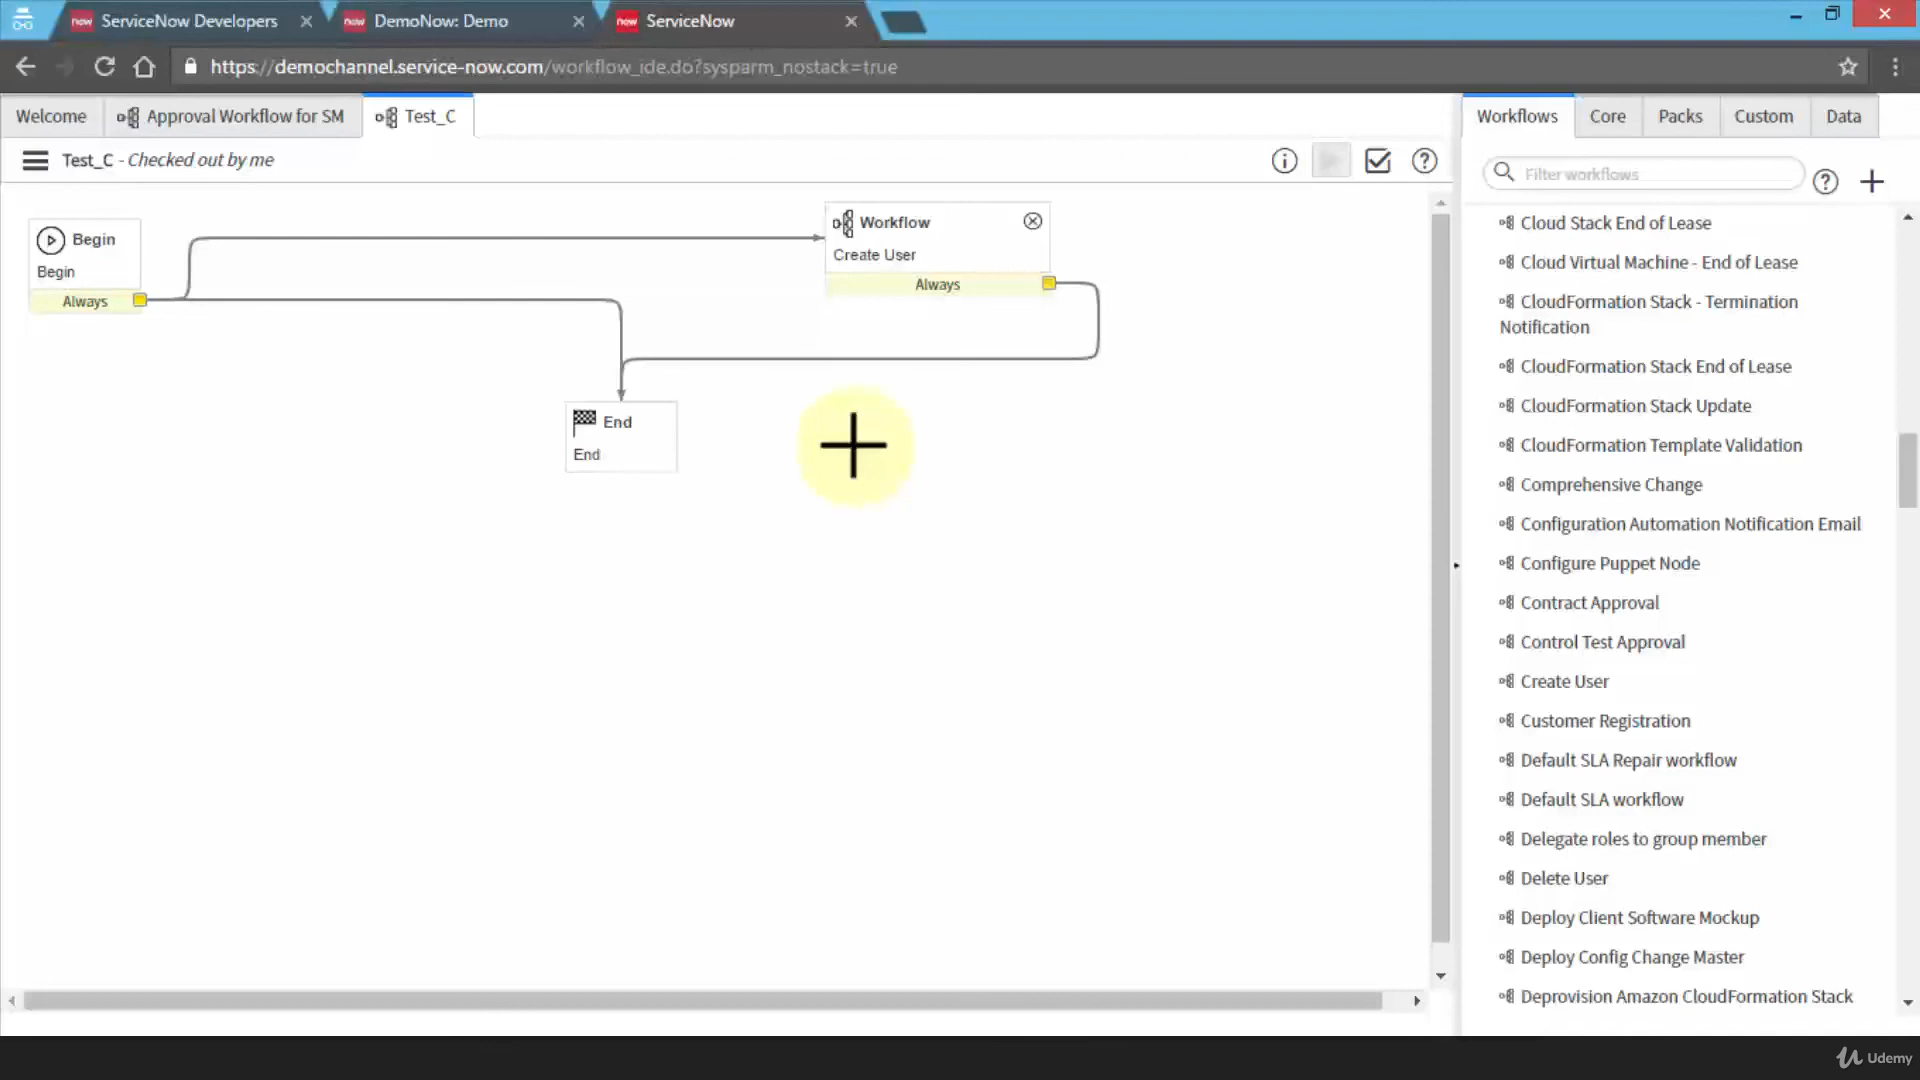 ServiceNow Developers
DemoNow: Demo
ServiceNow
https://demochannel.service-now.com/workflow_ide.do?sysparm_nostack=true
Welcome
Approval Workflow for SM
Test_C
Workflows
Core
Packs
Custom
Data
Test_C - Checked out by me
Filter workflows
Begin
Begin
Always
Workflow
Create User
Always
End
End
Cloud Stack End of Lease
Cloud Virtual Machine - End of Lease
CloudFormation Stack - Termination
Notification
CloudFormation Stack End of Lease
CloudFormation Stack Update
CloudFormation Template Validation
Comprehensive Change
Configuration Automation Notification Email
Configure Puppet Node
Contract Approval
Control Test Approval
Create User
Customer Registration
Default SLA Repair workflow
Default SLA workflow
Delegate roles to group member
Delete User
Deploy Client Software Mockup
Deploy Config Change Master
Deprovision Amazon CloudFormation Stack
Udemy